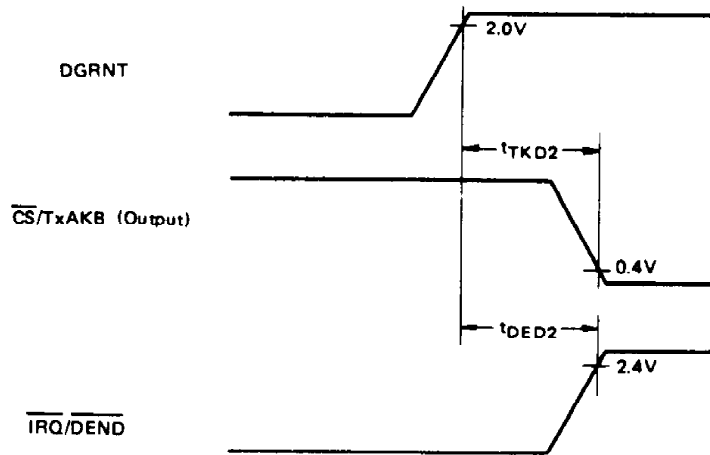 DGRNT
2.0V
tTKD2
CS/TxAKB (Output)
0.4V
tDED2
2.4V
IRQ/DEND